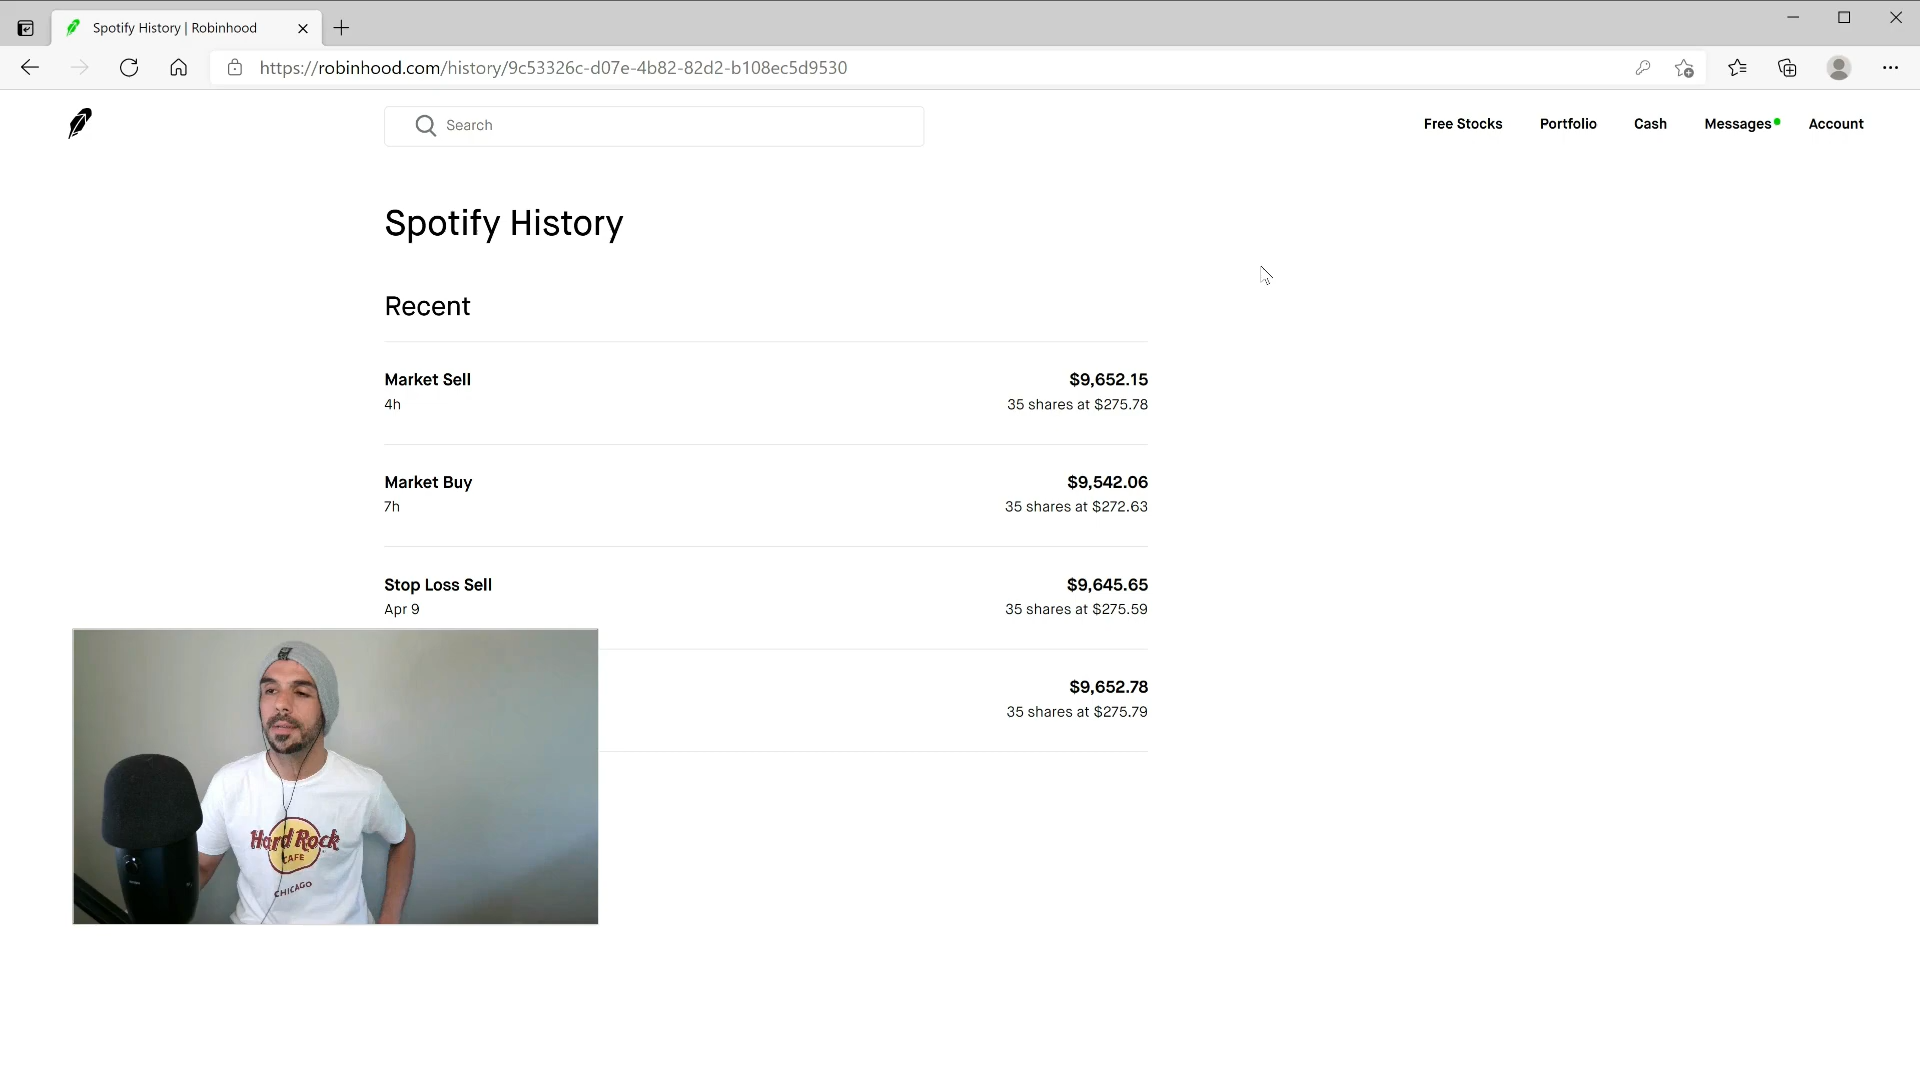 Spotify History | Robinhood
https://robinhood.com/history/9c53326c-d07e-4b82-82d2-b108ec5d9530
Search
Free Stocks
Portfolio
Cash
Messages
Account
Spotify History
Recent
Market Sell
$9,652.15
4h
35 shares at $275.78
Market Buy
$9,542.06
7h
35 shares at $272.63
Stop Loss Sell
$9,645.65
Apr 9
35 shares at $275.59
$9,652.78
35 shares at $275.79
Hard Rock
CAFE
CHICAGO